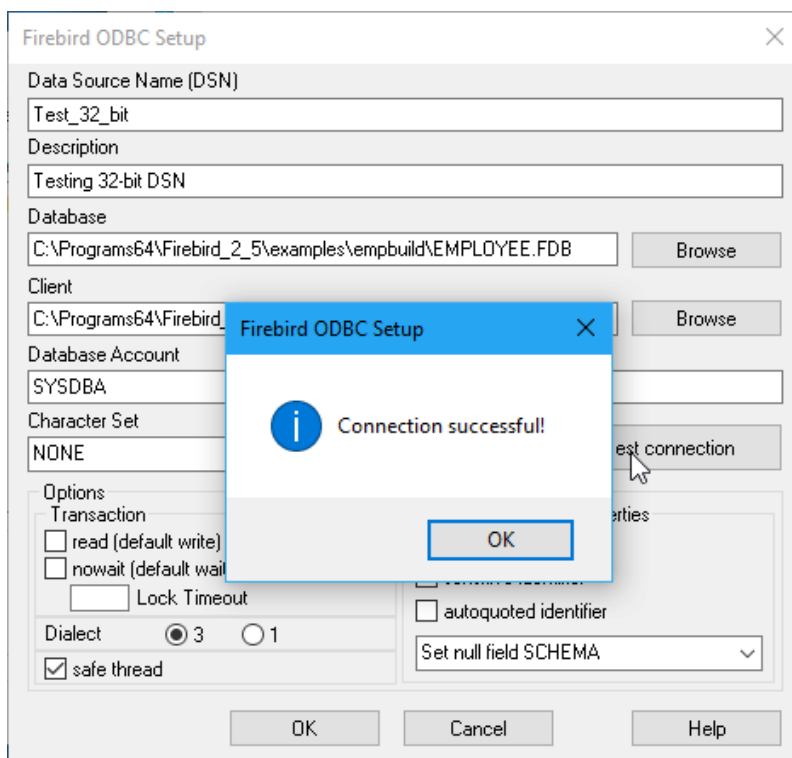 Firebird ODBC Setup
Data Source Name (DSN)
Test_32_bit
Description
Testing 32-bit DSN
Database
C:\Programs64\Firebird_2_5\examples\empbuild\EMPLOYEE.FDB
Browse
Client
C:\Programs64\Firebird_
Browse
Database Account
SYSDBA
Character Set
NONE
est connection
Firebird ODBC Setup
Connection successful!
OK
Options
Transaction
read (default write)
nowait (default wait
Lock Timeout
Dialect 3 1
safe thread
erties
autoquoted identifier
Set null field SCHEMA
OK Cancel Help